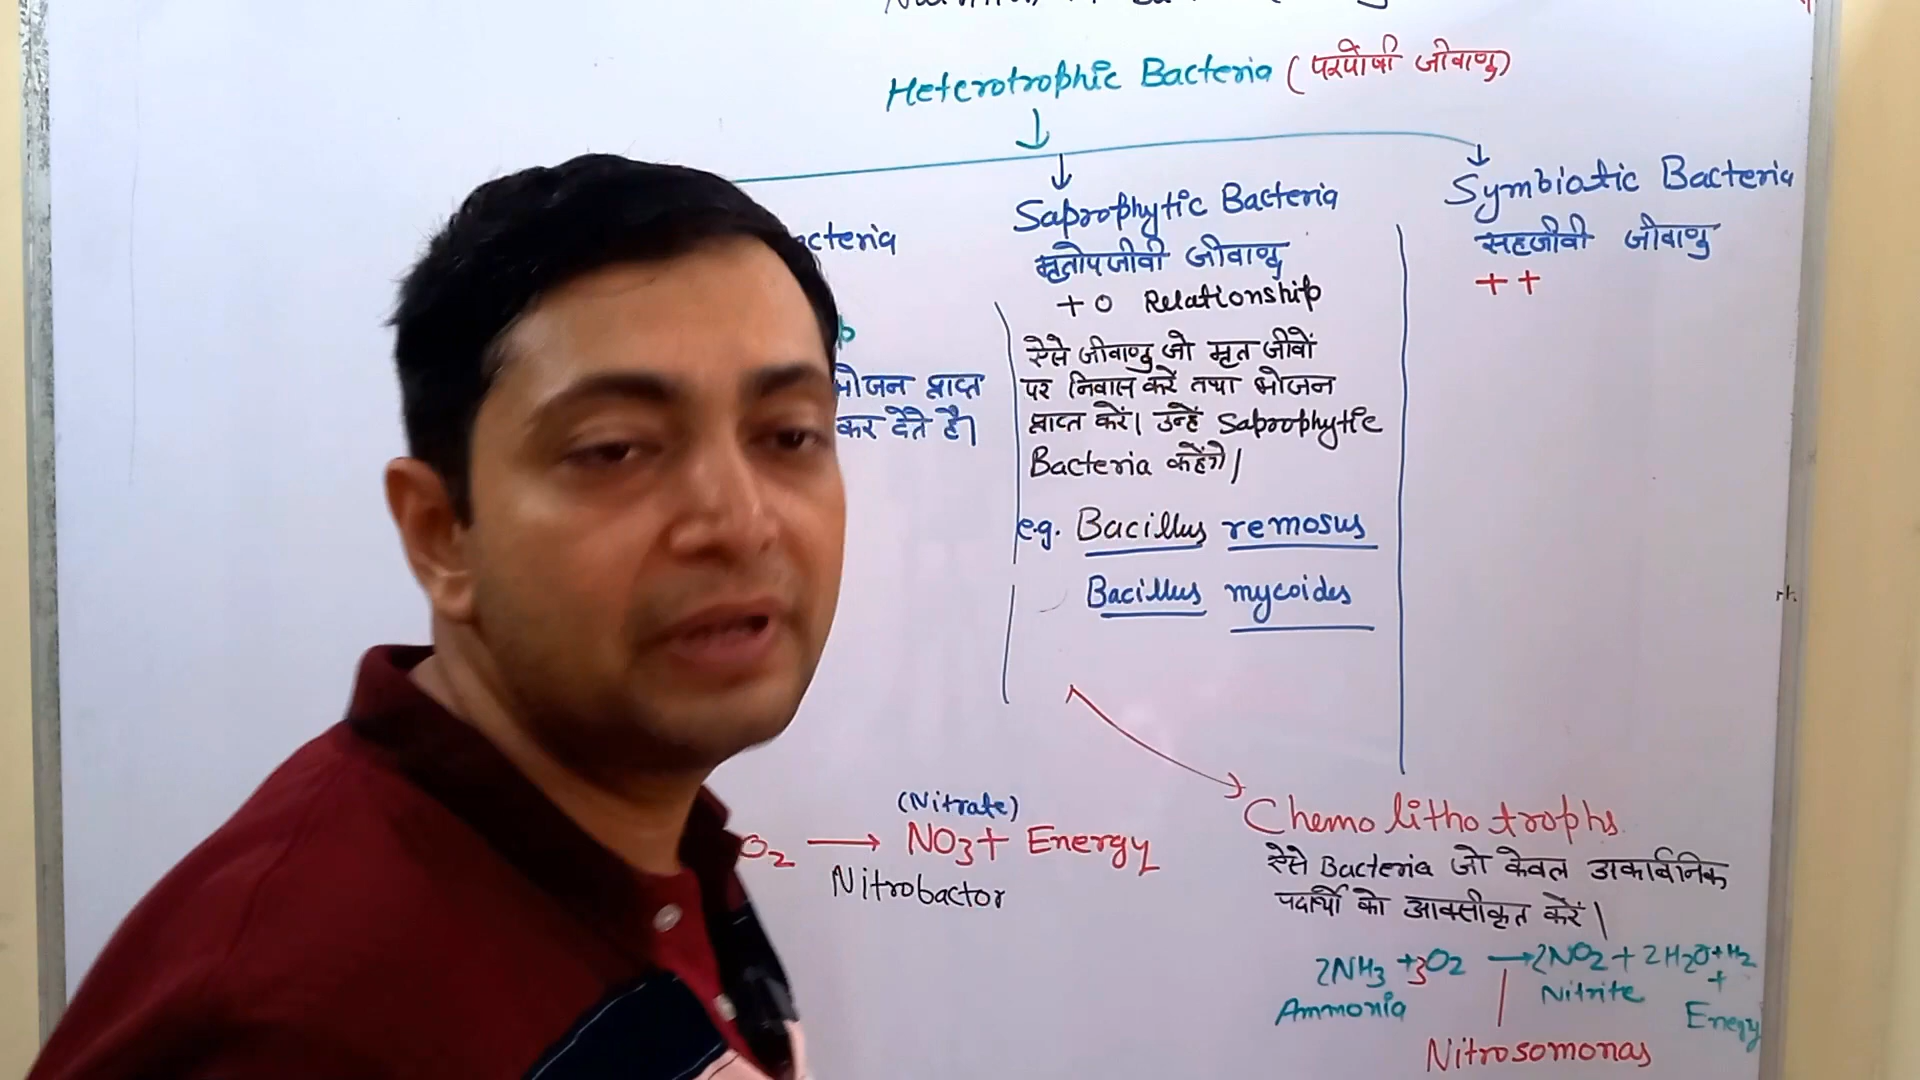 Heterotrophic Bacteria (परपोषी जीवाणु)
Saprophytic Bacteria
मृतोपजीवी जीवाणु
+ 0 Relationship
ऐसे जीवाणु जो मृत जीवों
पर निवास करें तथा भोजन
प्राप्त करें। उन्हें Saprophytic
Bacteria कहेंगे।
e.g. Bacillus remosus
Bacillus mycoides
Symbiotic Bacteria
सहजीवी जीवाणु
+ +
भोजन प्राप्त
कर देते है।
(Nitrate)
O2 → NO3 + Energy
Nitrobactor
Chemolithotrophs
ऐसे Bacteria जो केवल अकार्बनिक
पदार्थों को आक्सीकृत करें।
2NH3 + 3O2 → 2NO2 + 2H2O + H2
+
Ammonia Nitrite Energy
Nitrosomonas